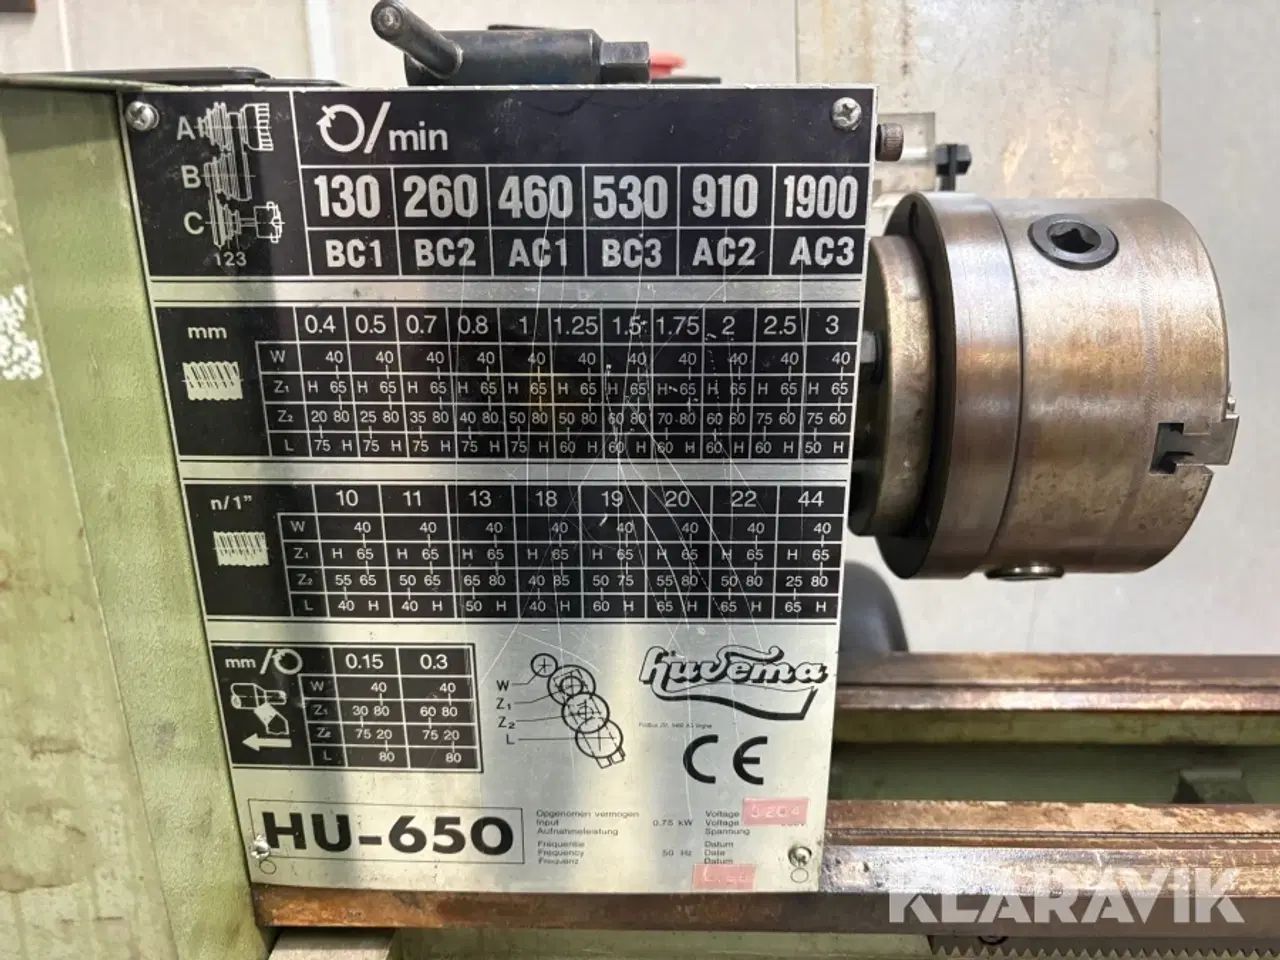 KLARAVIK
A
B
C
123
/min
130 260 460 530 910 1900
BC1 BC2 AC1 BC3 AC2 AC3
mm 0.4 0.5 0.7 0.8 1 1.25 1.5 1.75 2 2.5 3
W 40 40 40 40 40 40 40 40 40 40 40
Z1 H 65 H 65 H 65 H 65 H 65 H 65 H 65 H 65 H 65 H 65 H 65
Z2 20 80 25 80 35 80 40 80 50 80 50 80 60 80 70 80 60 60 75 60 75 60
L 75 H 75 H 75 H 75 H 75 H 60 H 60 H 60 H 60 H 60 H 50 H
n/1" 10 11 13 18 19 20 22 44
W 40 40 40 40 40 40 40 40
Z1 H 65 H 65 H 65 H 65 H 65 H 65 H 65 H 65
Z2 55 65 50 65 65 80 40 85 50 75 55 80 50 80 25 80
L 40 H 40 H 50 H 40 H 60 H 65 H 65 H 65 H
mm/ 0.15 0.3
W 40 40
Z1 30 80 60 80
Z2 75 20 75 20
L 80 80
W
Z1
Z2
L
huvema
CE
HU-650
Opgenomen vermogen
Input 0.75 kW
Aufnahmeleistung
Frequentie
Frequency 50 Hz
Frequenz
Voltage
Voltage
Spannung
Datum
Date
Datum
KLARAVIK